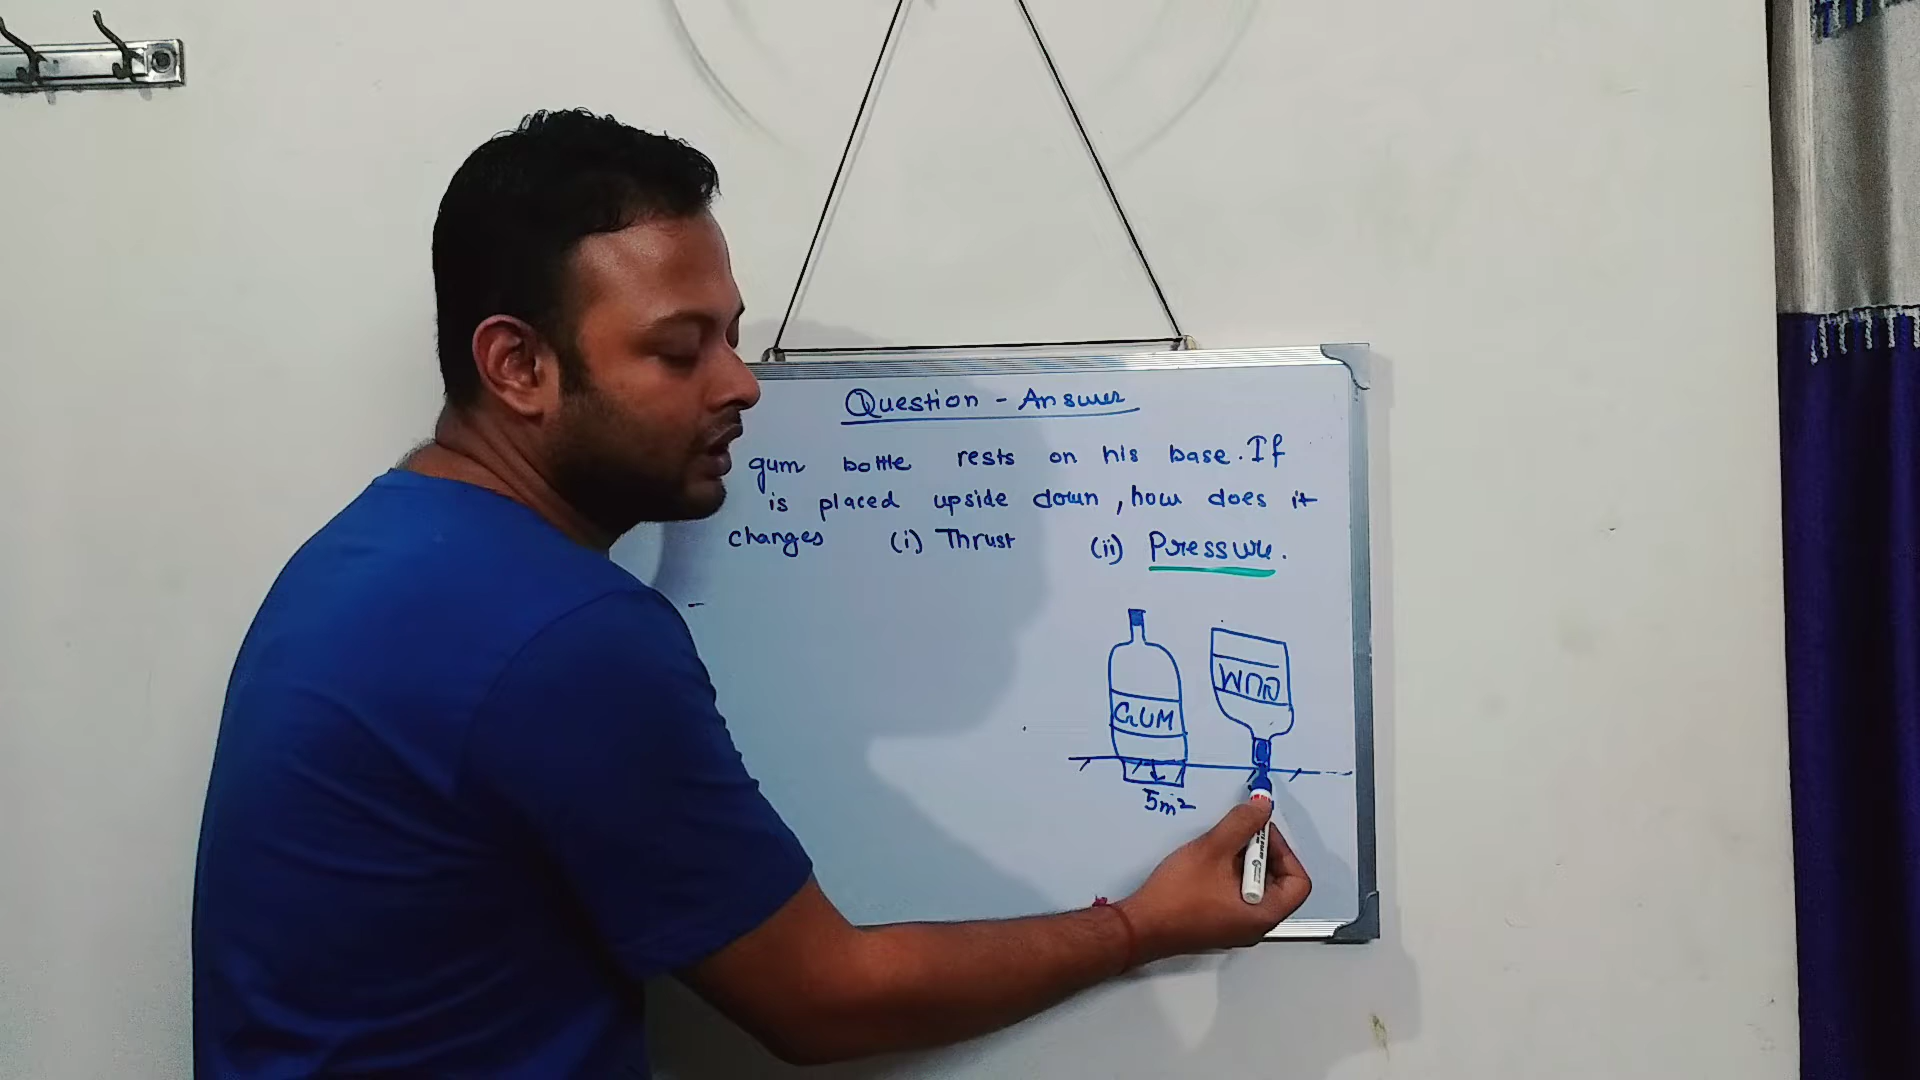 Question - Answer
gum bottle rests on his base. If
is placed upside down, how does it
changes (i) Thrust (ii) Pressure.
GUM
GUM
5m²